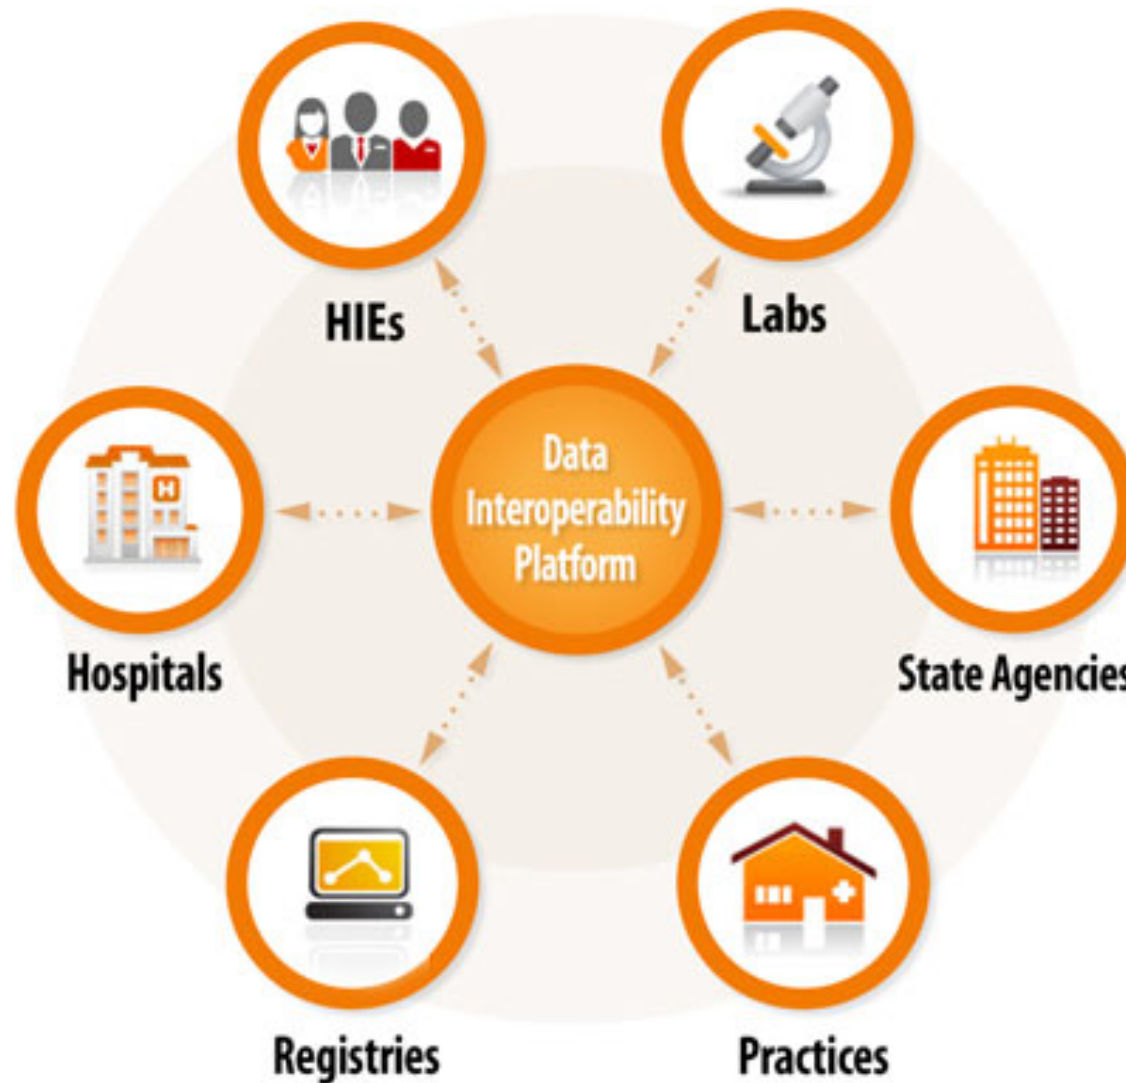 HIEs
Labs
Data
Interoperability
Platform
H
Hospitals
State Agencies
Registries
Practices